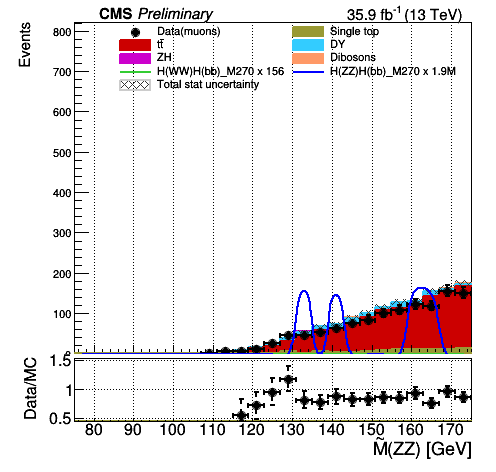 CMS Preliminary 35.9 fb⁻¹ (13 TeV)
Events
Data(muons) Single top
tt̄ DY
ZH Dibosons
H(WW)H(bb)_M270 x 156 H(ZZ)H(bb)_M270 x 1.9M
Total stat uncertainty
800
700
600
500
400
300
200
100
0
Data/MC
1.5
1
0.5
80 90 100 110 120 130 140 150 160 170
M̃(ZZ) [GeV]